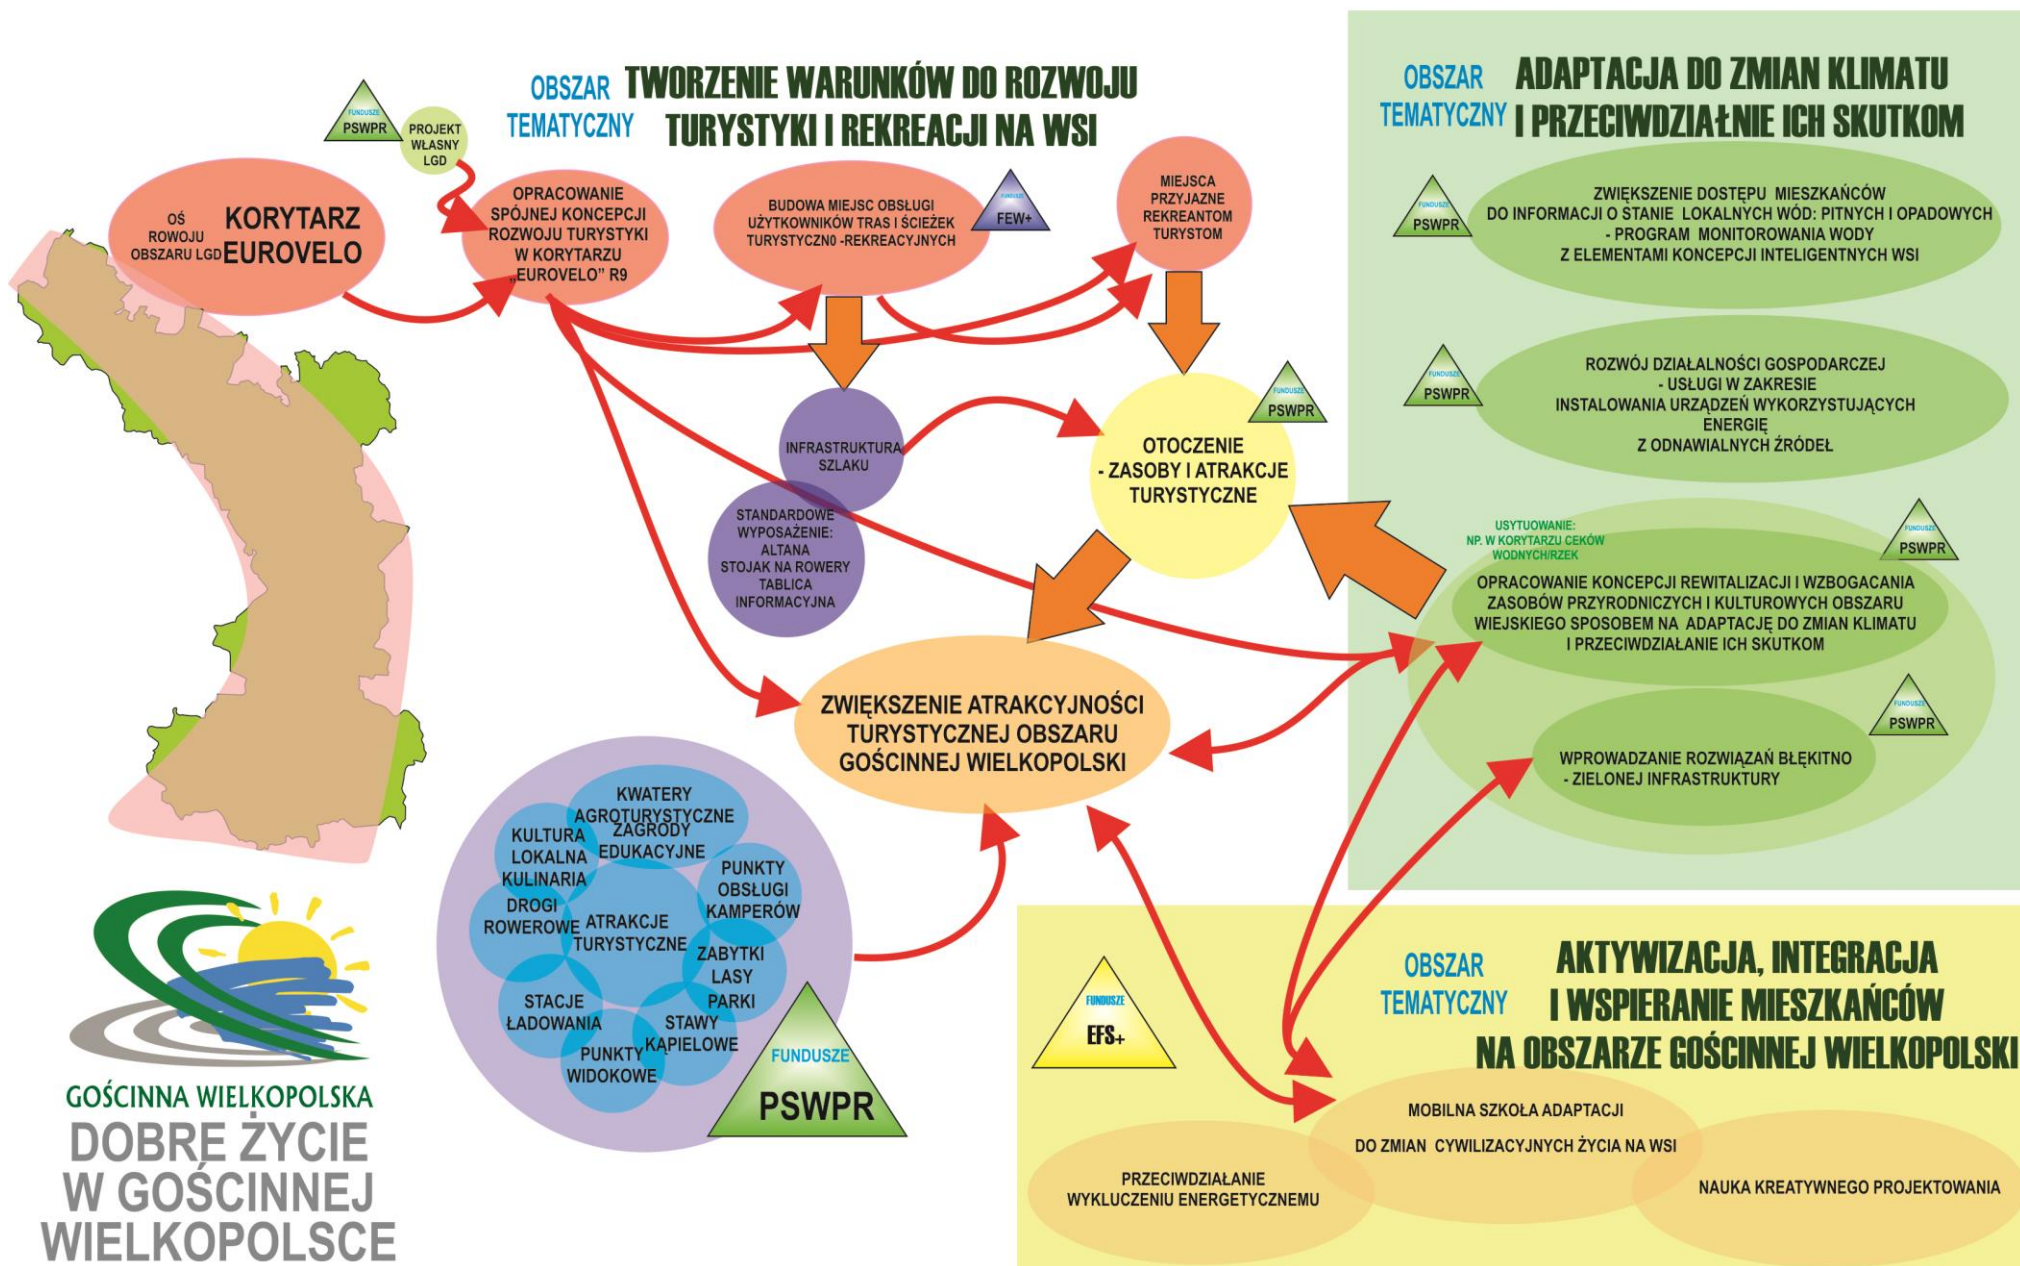 OBSZAR
TEMATYCZNY
TWORZENIE WARUNKÓW DO ROZWOJU
TURYSTYKI I REKREACJI NA WSI
FUNDUSZE
PSWPR
PROJEKT
WŁASNY
LGD
OŚ
ROWOJU
OBSZARU LGD
KORYTARZ
EUROVELO
OPRACOWANIE
SPÓJNEJ KONCEPCJI
ROZWOJU TURYSTYKI
W KORYTARZU
„EUROVELO” R9
BUDOWA MIEJSC OBSŁUGI
UŻYTKOWNIKÓW TRAS I ŚCIEŻEK
TURYSTYCZN0 -REKREACYJNYCH
FUNDUSZE
FEW+
MIEJSCA
PRZYJAZNE
REKREANTOM
TURYSTOM
INFRASTRUKTURA
SZLAKU
STANDARDOWE
WYPOSAŻENIE:
ALTANA
STOJAK NA ROWERY
TABLICA
INFORMACYJNA
FUNDUSZE
PSWPR
OTOCZENIE
- ZASOBY I ATRAKCJE
TURYSTYCZNE
ZWIĘKSZENIE ATRAKCYJNOŚCI
TURYSTYCZNEJ OBSZARU
GOŚCINNEJ WIELKOPOLSKI
KWATERY
AGROTURYSTYCZNE
ZAGRODY
EDUKACYJNE
KULTURA
LOKALNA
KULINARIA
PUNKTY
OBSŁUGI
KAMPERÓW
DROGI
ROWEROWE
ATRAKCJE
TURYSTYCZNE
ZABYTKI
LASY
PARKI
STACJE
ŁADOWANIA
STAWY
KĄPIELOWE
PUNKTY
WIDOKOWE
FUNDUSZE
PSWPR
GOŚCINNA WIELKOPOLSKA
DOBRE ŻYCIE
W GOŚCINNEJ
WIELKOPOLSCE
OBSZAR
TEMATYCZNY
ADAPTACJA DO ZMIAN KLIMATU
I PRZECIWDZIAŁNIE ICH SKUTKOM
FUNDUSZE
PSWPR
ZWIĘKSZENIE DOSTĘPU MIESZKAŃCÓW
DO INFORMACJI O STANIE LOKALNYCH WÓD: PITNYCH I OPADOWYCH
- PROGRAM MONITOROWANIA WODY
Z ELEMENTAMI KONCEPCJI INTELIGENTNYCH WSI
FUNDUSZE
PSWPR
ROZWÓJ DZIAŁALNOŚCI GOSPODARCZEJ
- USŁUGI W ZAKRESIE
INSTALOWANIA URZĄDZEŃ WYKORZYSTUJĄCYCH
ENERGIĘ
Z ODNAWIALNYCH ŹRÓDEŁ
USYTUOWANIE:
NP. W KORYTARZU CEKÓW
WODNYCH/RZEK
FUNDUSZE
PSWPR
OPRACOWANIE KONCEPCJI REWITALIZACJI I WZBOGACANIA
ZASOBÓW PRZYRODNICZYCH I KULTUROWYCH OBSZARU
WIEJSKIEGO SPOSOBEM NA ADAPTACJĘ DO ZMIAN KLIMATU
I PRZECIWDZIAŁANIE ICH SKUTKOM
FUNDUSZE
PSWPR
WPROWADZANIE ROZWIĄZAŃ BŁĘKITNO
- ZIELONEJ INFRASTRUKTURY
FUNDUSZE
EFS+
OBSZAR
TEMATYCZNY
AKTYWIZACJA, INTEGRACJA
I WSPIERANIE MIESZKAŃCÓW
NA OBSZARZE GOŚCINNEJ WIELKOPOLSKI
MOBILNA SZKOŁA ADAPTACJI
DO ZMIAN CYWILIZACYJNYCH ŻYCIA NA WSI
PRZECIWDZIAŁANIE
WYKLUCZENIU ENERGETYCZNEMU
NAUKA KREATYWNEGO PROJEKTOWANIA